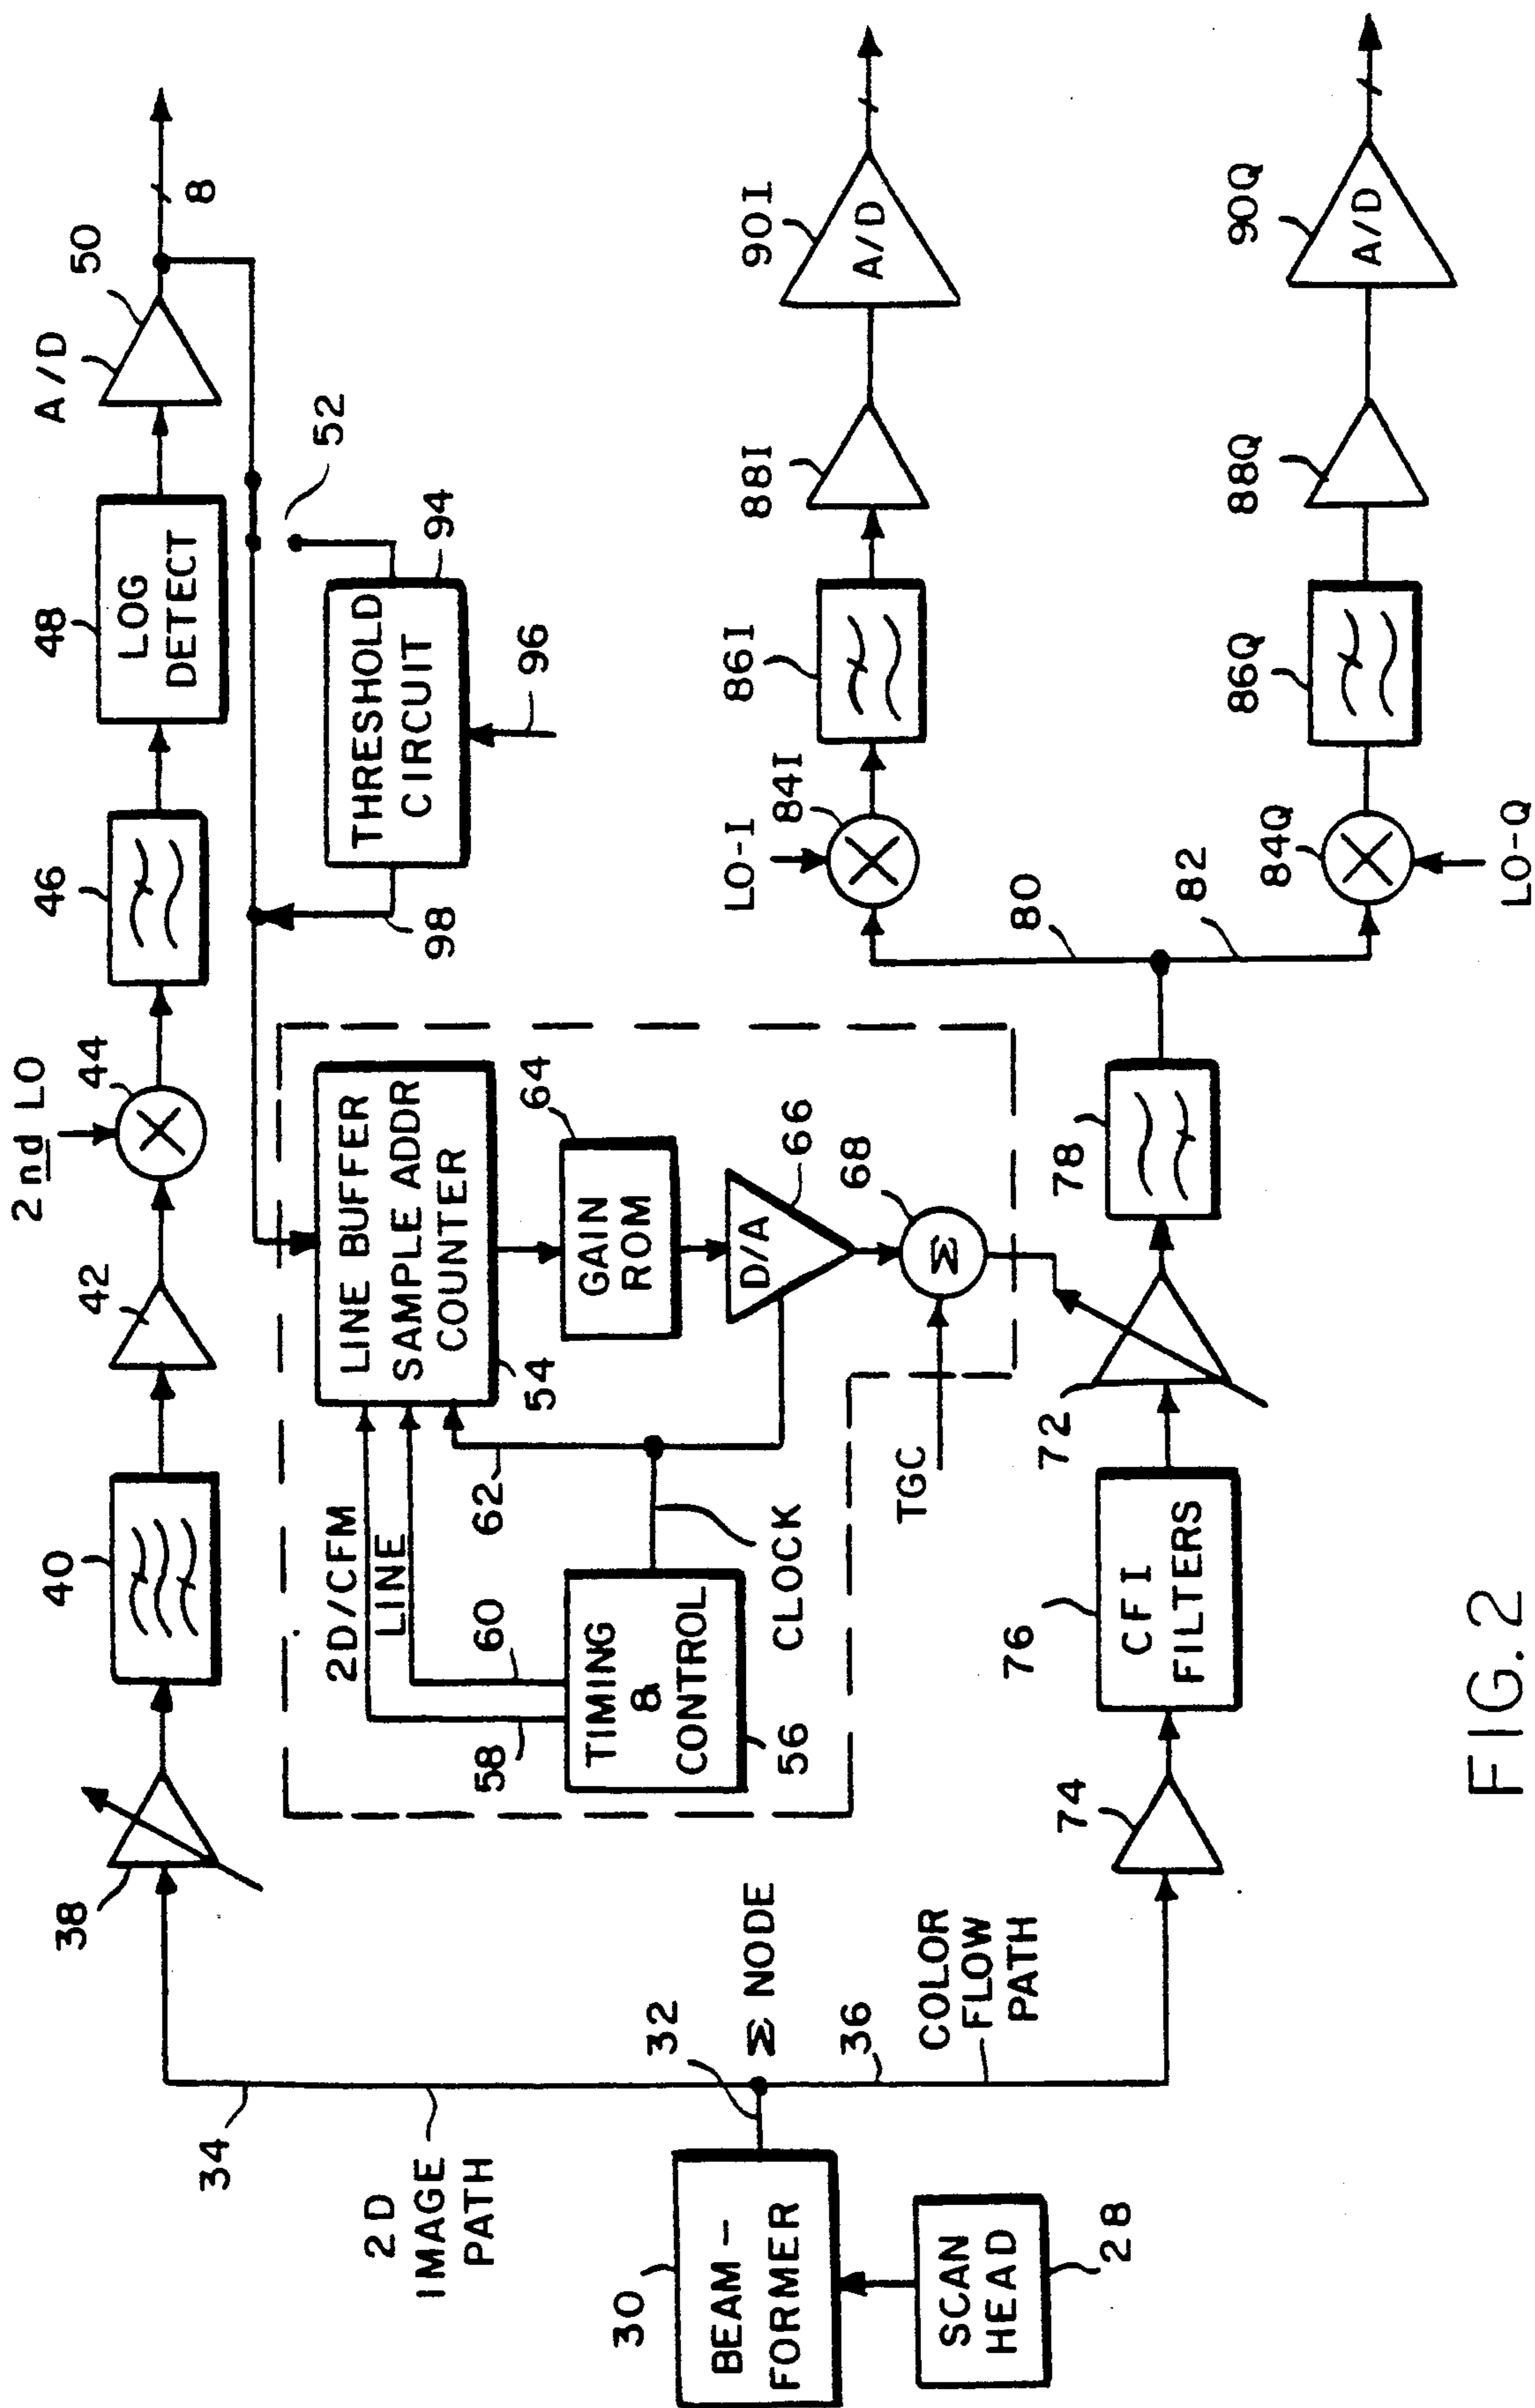 2nd LO
38
40
42
44
46
48
LOG
DETECT
A/D
50
8
52
THRESHOLD
CIRCUIT
94
96
98
34
2D
IMAGE
PATH
30
BEAM-
FORMER
SCAN
HEAD
28
32
Σ NODE
36
COLOR
FLOW
PATH
2D/CFM
LINE
58
60
62
TIMING
&
CONTROL
56
CLOCK
LINE BUFFER
SAMPLE ADDR
COUNTER
54
GAIN
ROM
64
D/A
66
Σ
68
TGC
74
76
CFI
FILTERS
72
78
80
82
LO-I
84I
86I
88I
90I
A/D
84Q
LO-Q
86Q
88Q
90Q
A/D
FIG.2